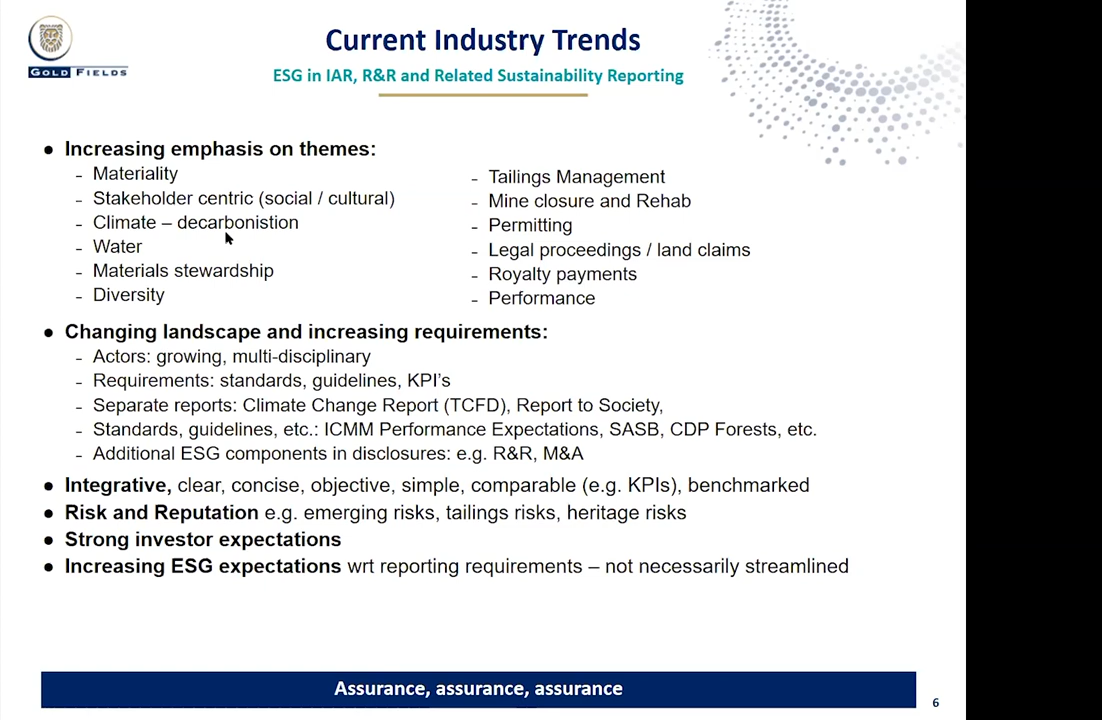 GOLD FIELDS
Current Industry Trends
ESG in IAR, R&R and Related Sustainability Reporting
● Increasing emphasis on themes:
- Materiality
- Stakeholder centric (social / cultural)
- Climate – decarbonistion
- Water
- Materials stewardship
- Diversity
- Tailings Management
- Mine closure and Rehab
- Permitting
- Legal proceedings / land claims
- Royalty payments
- Performance
● Changing landscape and increasing requirements:
- Actors: growing, multi-disciplinary
- Requirements: standards, guidelines, KPI's
- Separate reports: Climate Change Report (TCFD), Report to Society,
- Standards, guidelines, etc.: ICMM Performance Expectations, SASB, CDP Forests, etc.
- Additional ESG components in disclosures: e.g. R&R, M&A
● Integrative, clear, concise, objective, simple, comparable (e.g. KPIs), benchmarked
● Risk and Reputation e.g. emerging risks, tailings risks, heritage risks
● Strong investor expectations
● Increasing ESG expectations wrt reporting requirements – not necessarily streamlined
Assurance, assurance, assurance
6